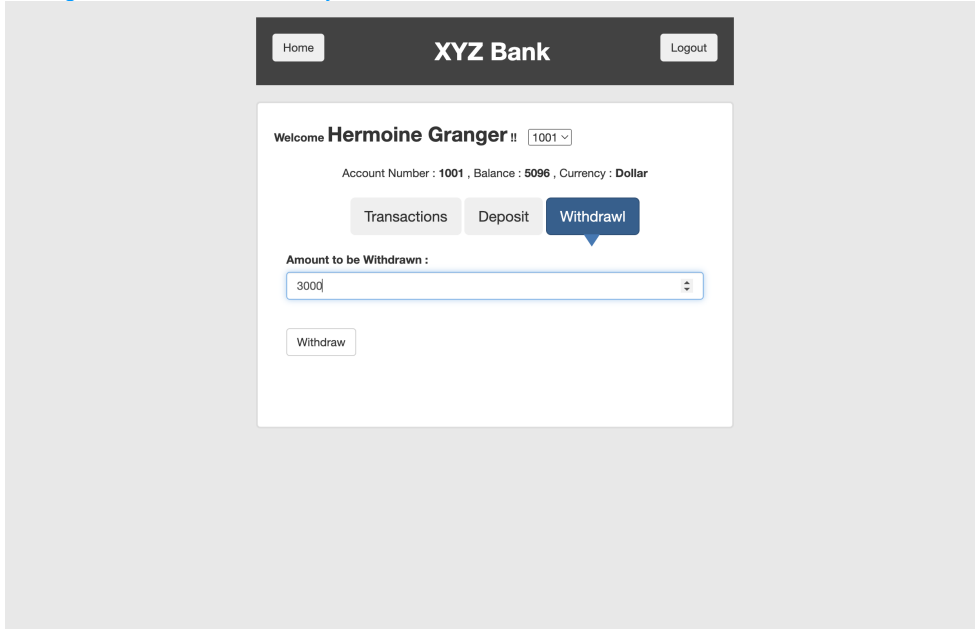 Home XYZ Bank Logout
Welcome Hermoine Granger !! 1001
Account Number : 1001 , Balance : 5096 , Currency : Dollar
Transactions Deposit Withdrawl
Amount to be Withdrawn :
3000
Withdraw